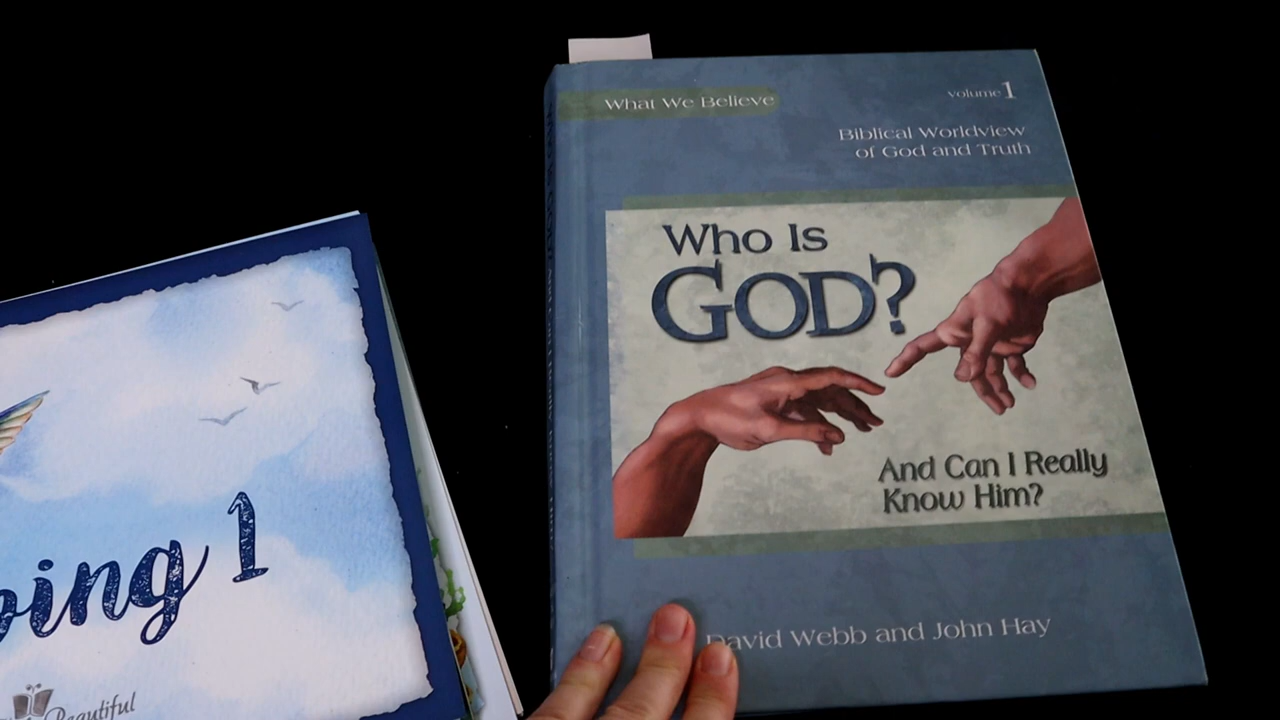 What We Believe
volume 1
Biblical Worldview
of God and Truth
Who Is
GOD?
And Can I Really
Know Him?
David Webb and John Hay
1
Beautiful